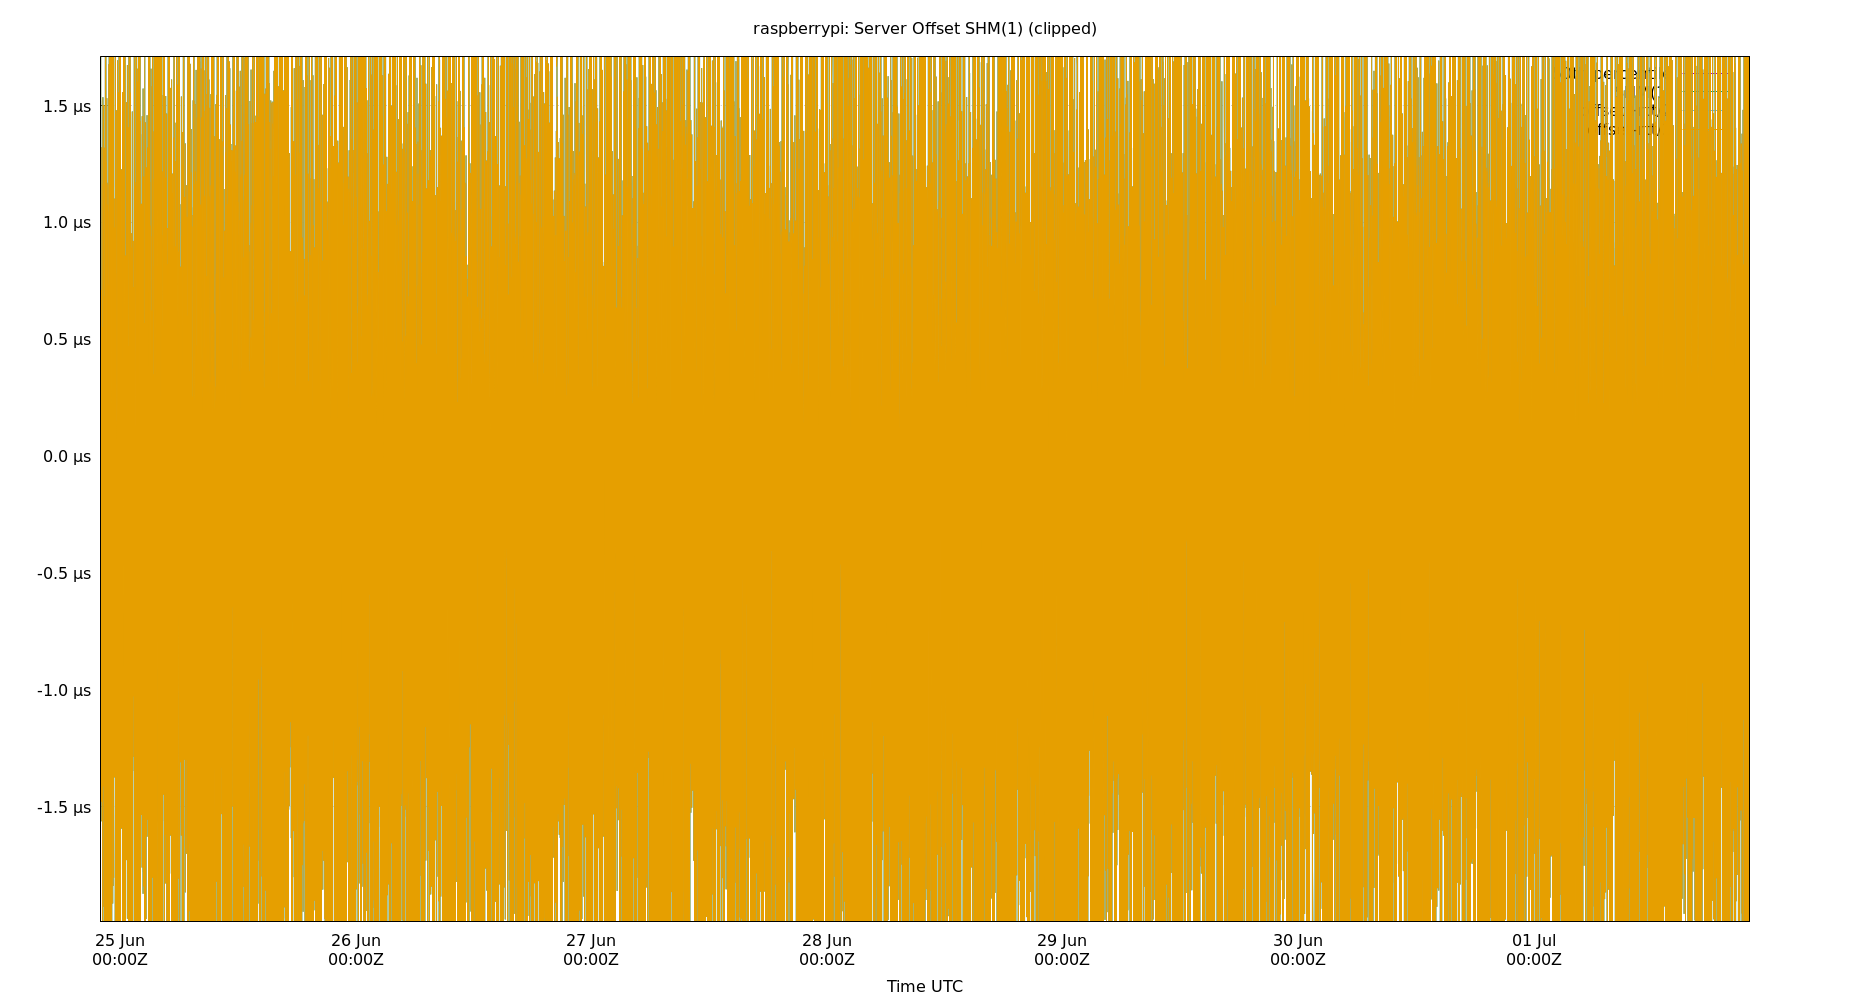 raspberrypi: Server Offset SHM(1) (clipped)
1.5 µs
1.0 µs
0.5 µs
0.0 µs
-0.5 µs
-1.0 µs
-1.5 µs
25 Jun 26 Jun 27 Jun 28 Jun 29 Jun 30 Jun 01 Jul
00:00Z 00:00Z 00:00Z 00:00Z 00:00Z 00:00Z 00:00Z
Time UTC